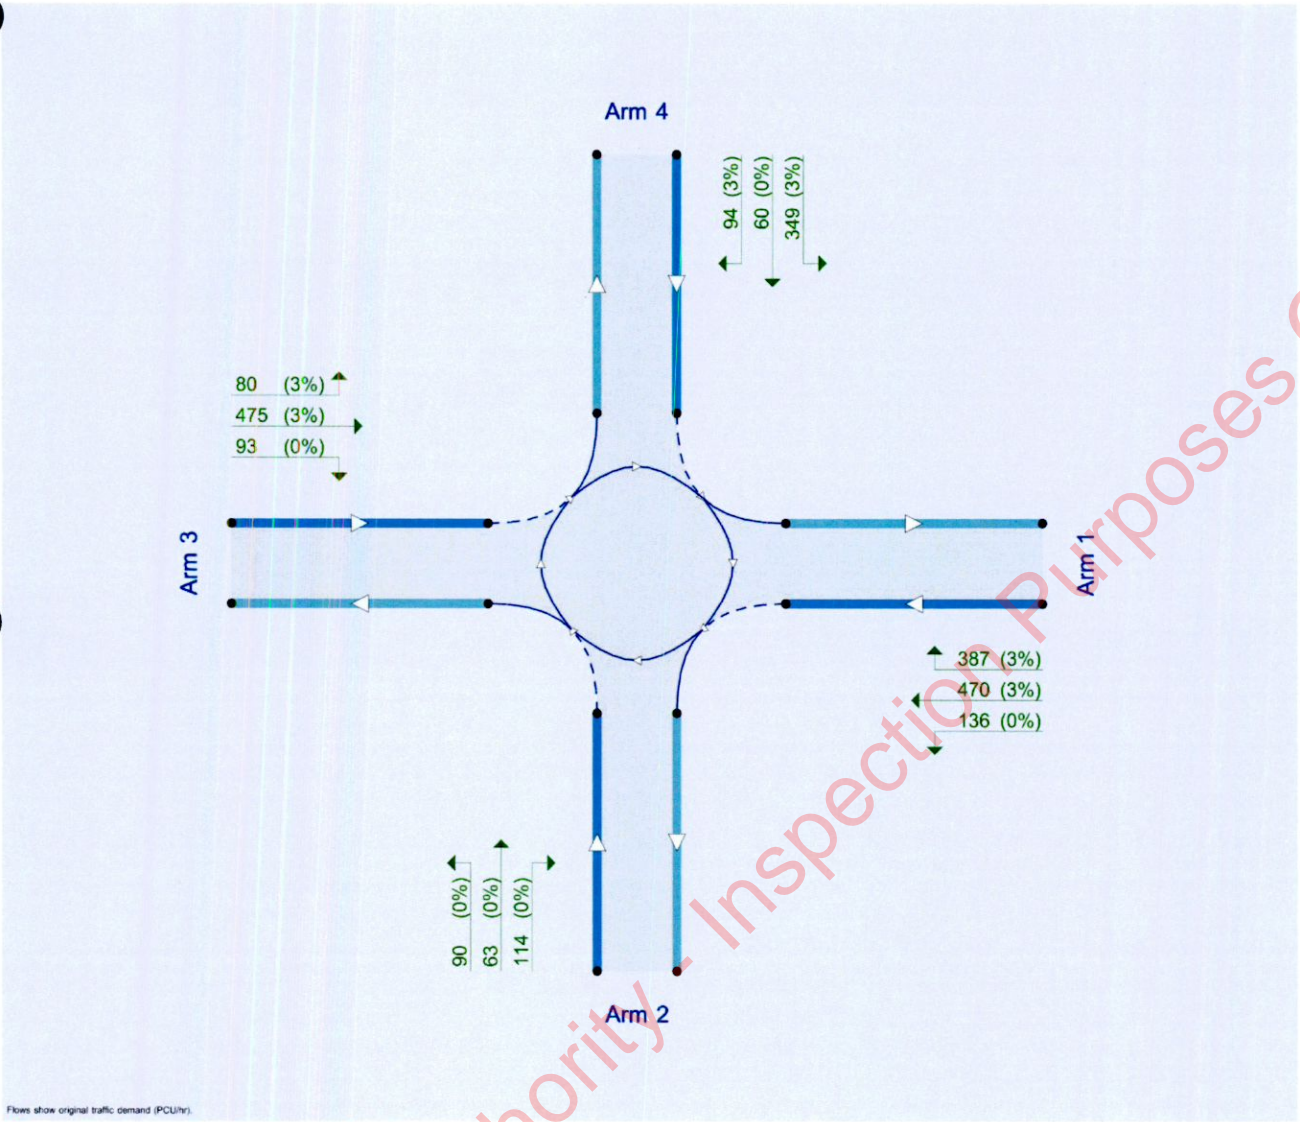 Arm 4
94 (3%)
60 (0%)
349 (3%)
80 (3%)
475 (3%)
93 (0%)
Arm 3
Arm 1
387 (3%)
470 (3%)
136 (0%)
90 (0%)
63 (0%)
114 (0%)
Arm 2
Flows show original traffic demand (PCU/hr).
Inspection Purposes